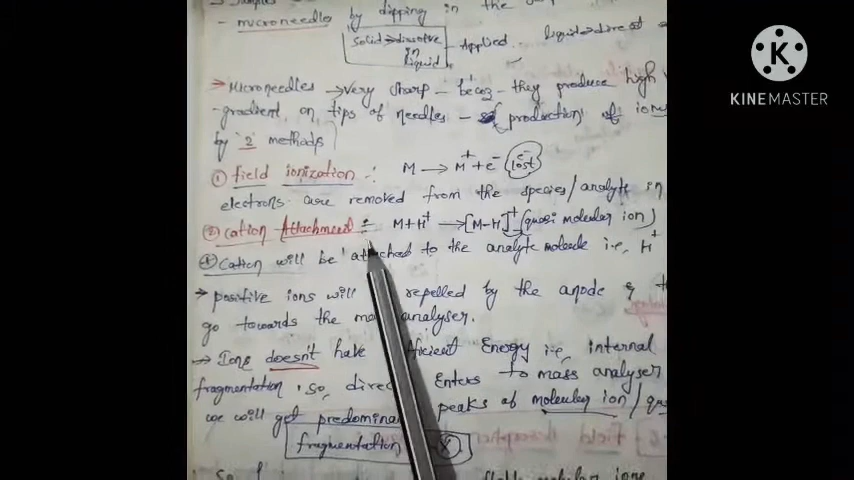 - microneedles by dipping in the
solid → dissolve in liquid. - Applied liquid → direct
→ Microneedles → very sharp - becoz - they produce high
gradient on tips of needles - production of ions
by '2' methods
① field ionization :- M → M⁺ + e⁻ e⁻ lost
electrons are removed from the species/analyte in
② cation Attachment :- M + H⁺ → [M-H]⁺ (quasi molecular ion)
cation will be attached to the analyte molecule i.e, H⁺
→ positive ions will repelled by the anode &
go towards the analyser.
→ Ions doesn't have Energy i.e, internal
fragmentation. so, Enters to mass analyser
we will get peaks of molecular ion /
fragmentation X
KINEMASTER